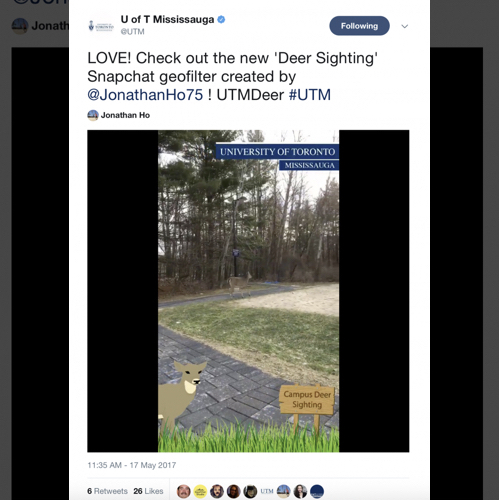 Jonath
U of T Mississauga
@UTM
Following
LOVE! Check out the new 'Deer Sighting'
Snapchat geofilter created by
@JonathanHo75 ! UTMDeer #UTM
Jonathan Ho
UNIVERSITY OF TORONTO
MISSISSAUGA
Campus Deer
Sighting
11:35 AM - 17 May 2017
6 Retweets 26 Likes
UTM